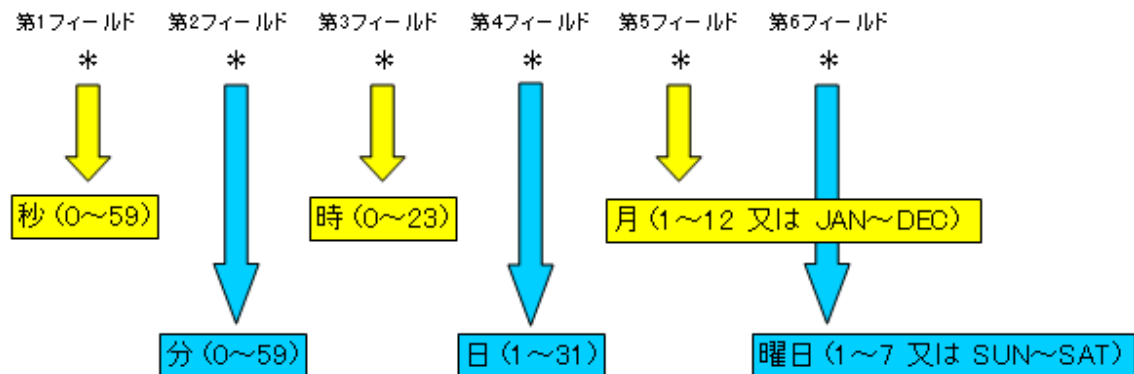 第1フィールド 第2フィールド 第3フィールド 第4フィールド 第5フィールド 第6フィールド
* * * * * *
秒(0~59) 時(0~23) 月(1~12 又は JAN~DEC)
分(0~59) 日(1~31) 曜日(1~7 又は SUN~SAT)